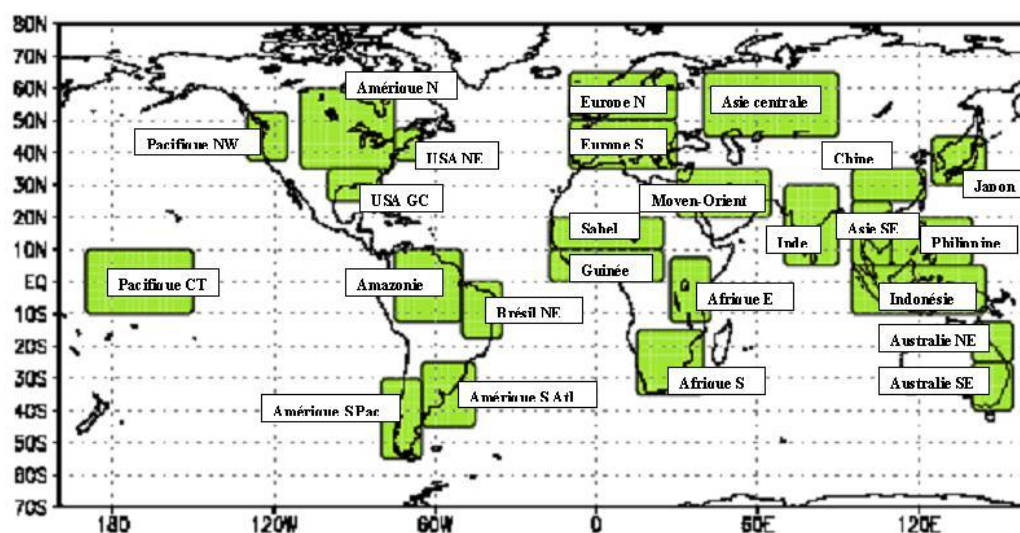 80N
70N
60N
50N
40N
30N
20N
10N
EQ
10S
20S
30S
40S
50S
60S
70S
Amérique N
Europe N
Asie centrale
Pacifique NW
USA NE
Europe S
Chine
USA GC
Moyen-Orient
Japon
Sahel
Inde
Asie SE
Philippine
Pacifique CT
Amazonie
Guinée
Brésil NE
Afrique E
Indonésie
Australie NE
Amérique S Pac
Amérique S Atl
Afrique S
Australie SE
180
120W
60W
0
60E
120E